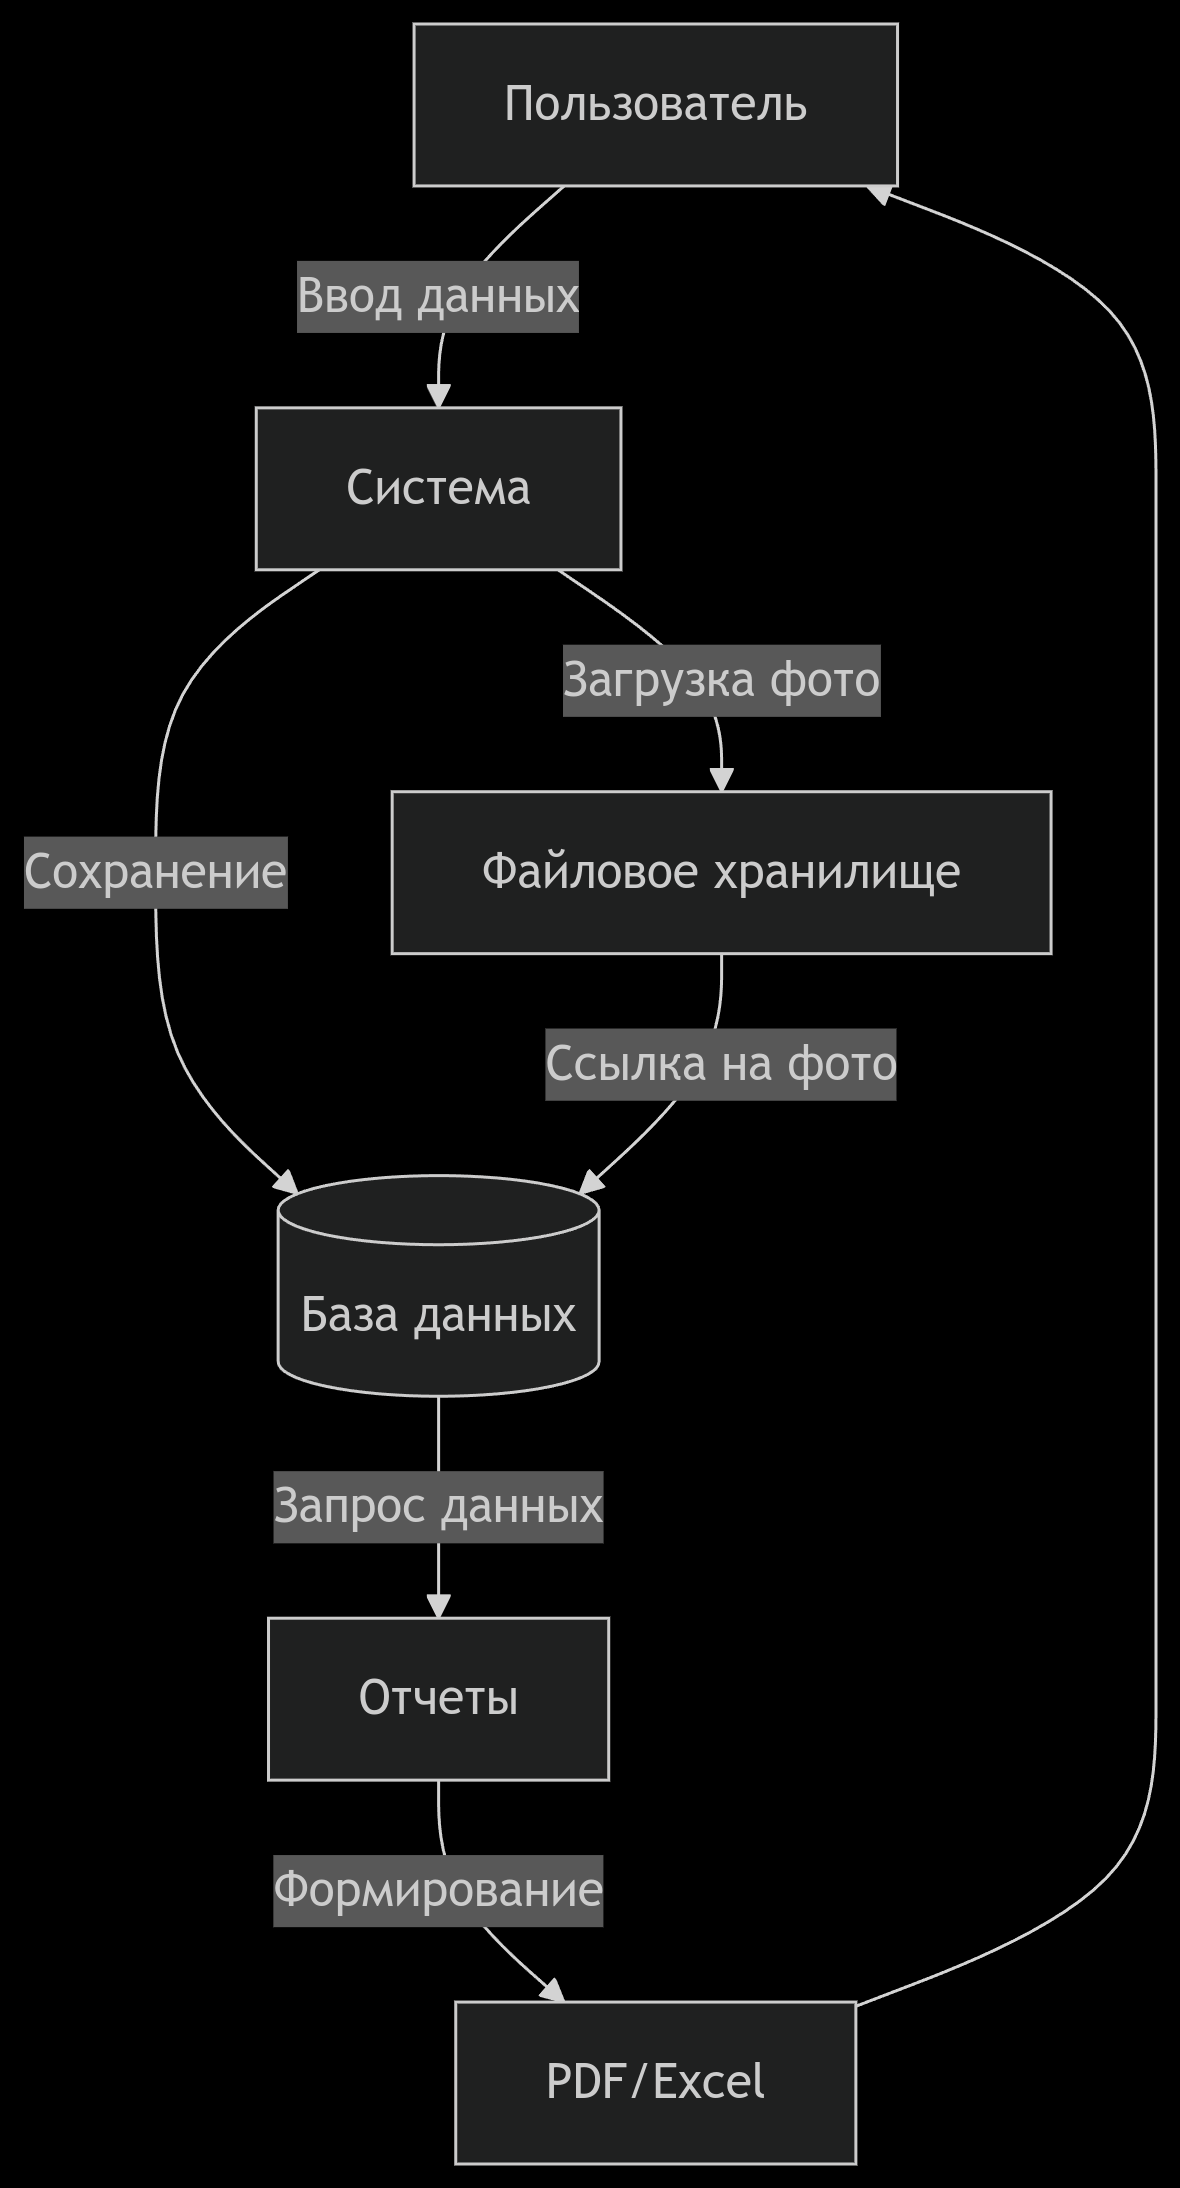 Пользователь
Ввод данных
Система
Загрузка фото
Сохранение
Файловое хранилище
Ссылка на фото
База данных
Запрос данных
Отчеты
Формирование
PDF/Excel